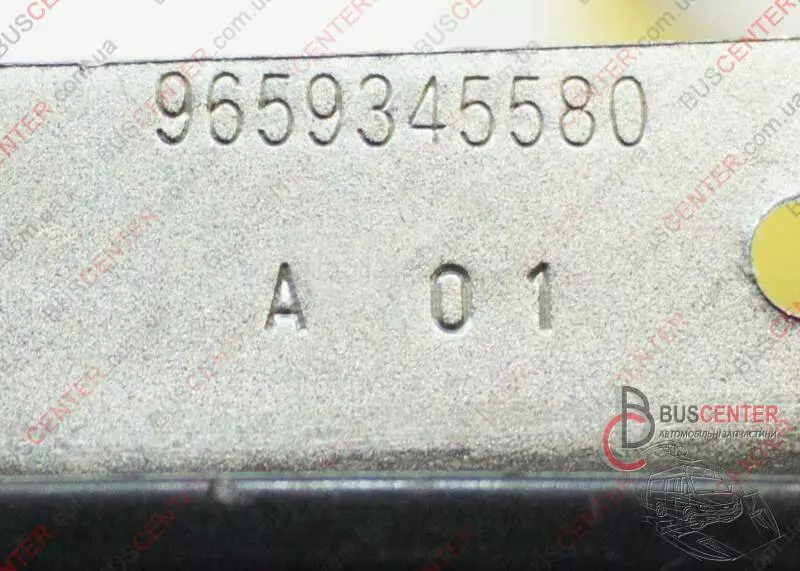 9659345580
A 01
BUSCENTER
АВТОМОБІЛЬНІ ЗАПЧАСТИНИ